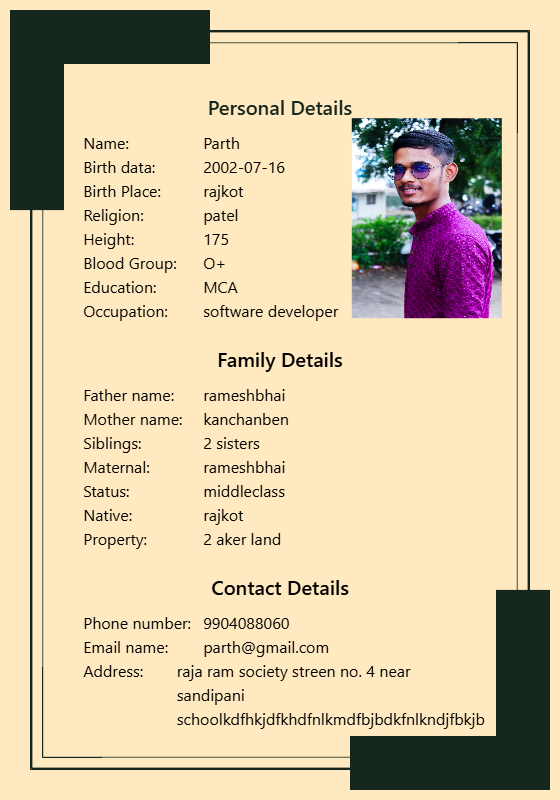 Personal Details
Name: Parth
Birth data: 2002-07-16
Birth Place: rajkot
Religion: patel
Height: 175
Blood Group: O+
Education: MCA
Occupation: software developer
Family Details
Father name: rameshbhai
Mother name: kanchanben
Siblings: 2 sisters
Maternal: rameshbhai
Status: middleclass
Native: rajkot
Property: 2 aker land
Contact Details
Phone number: 9904088060
Email name: parth@gmail.com
Address: raja ram society streen no. 4 near
sandipani
schoolkdfhkjdfkhdfnlkmdfbjbdkfnlkndjfbkjb